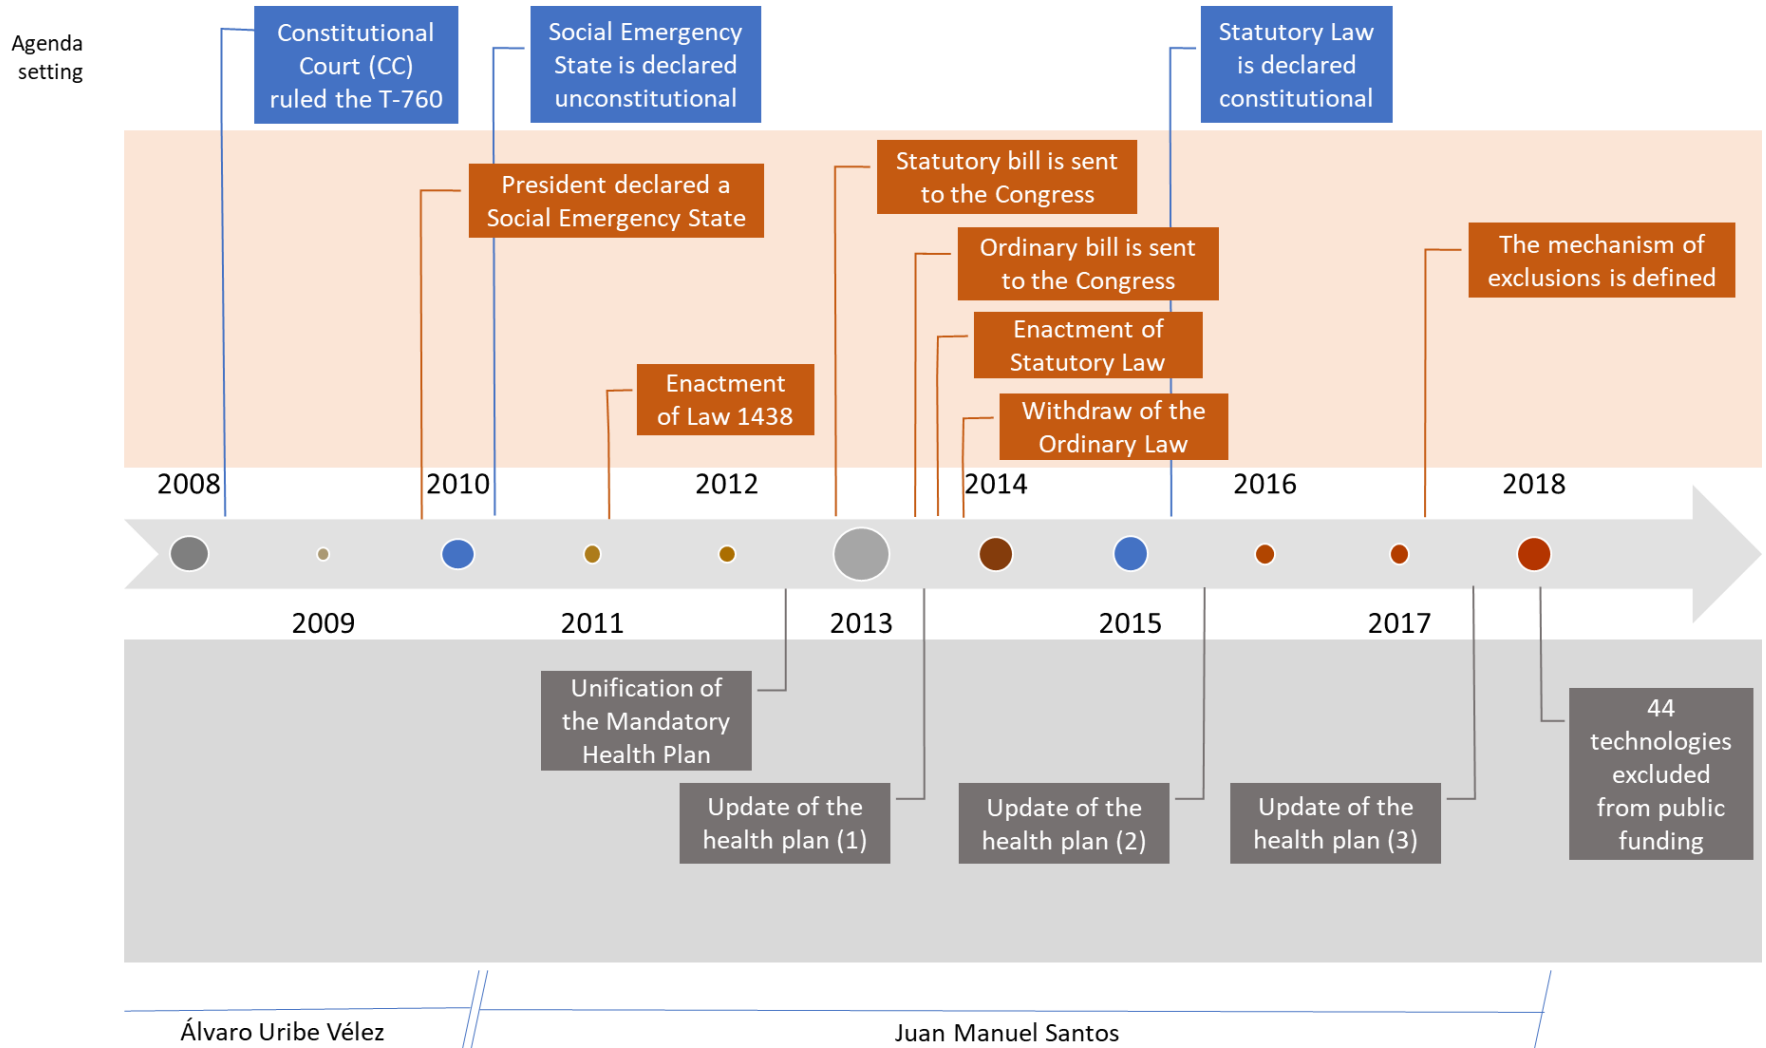 Agenda
setting
Constitutional
Court (CC)
ruled the T-760
Social Emergency
State is declared
unconstitutional
Statutory Law
is declared
constitutional
President declared a
Social Emergency State
Statutory bill is sent
to the Congress
Ordinary bill is sent
to the Congress
The mechanism of
exclusions is defined
Enactment of
Statutory Law
Enactment
of Law 1438
Withdraw of the
Ordinary Law
2008
2010
2012
2014
2016
2018
2009
2011
2013
2015
2017
Unification of
the Mandatory
Health Plan
Update of the
health plan (1)
Update of the
health plan (2)
Update of the
health plan (3)
44
technologies
excluded
from public
funding
Álvaro Uribe Vélez
Juan Manuel Santos